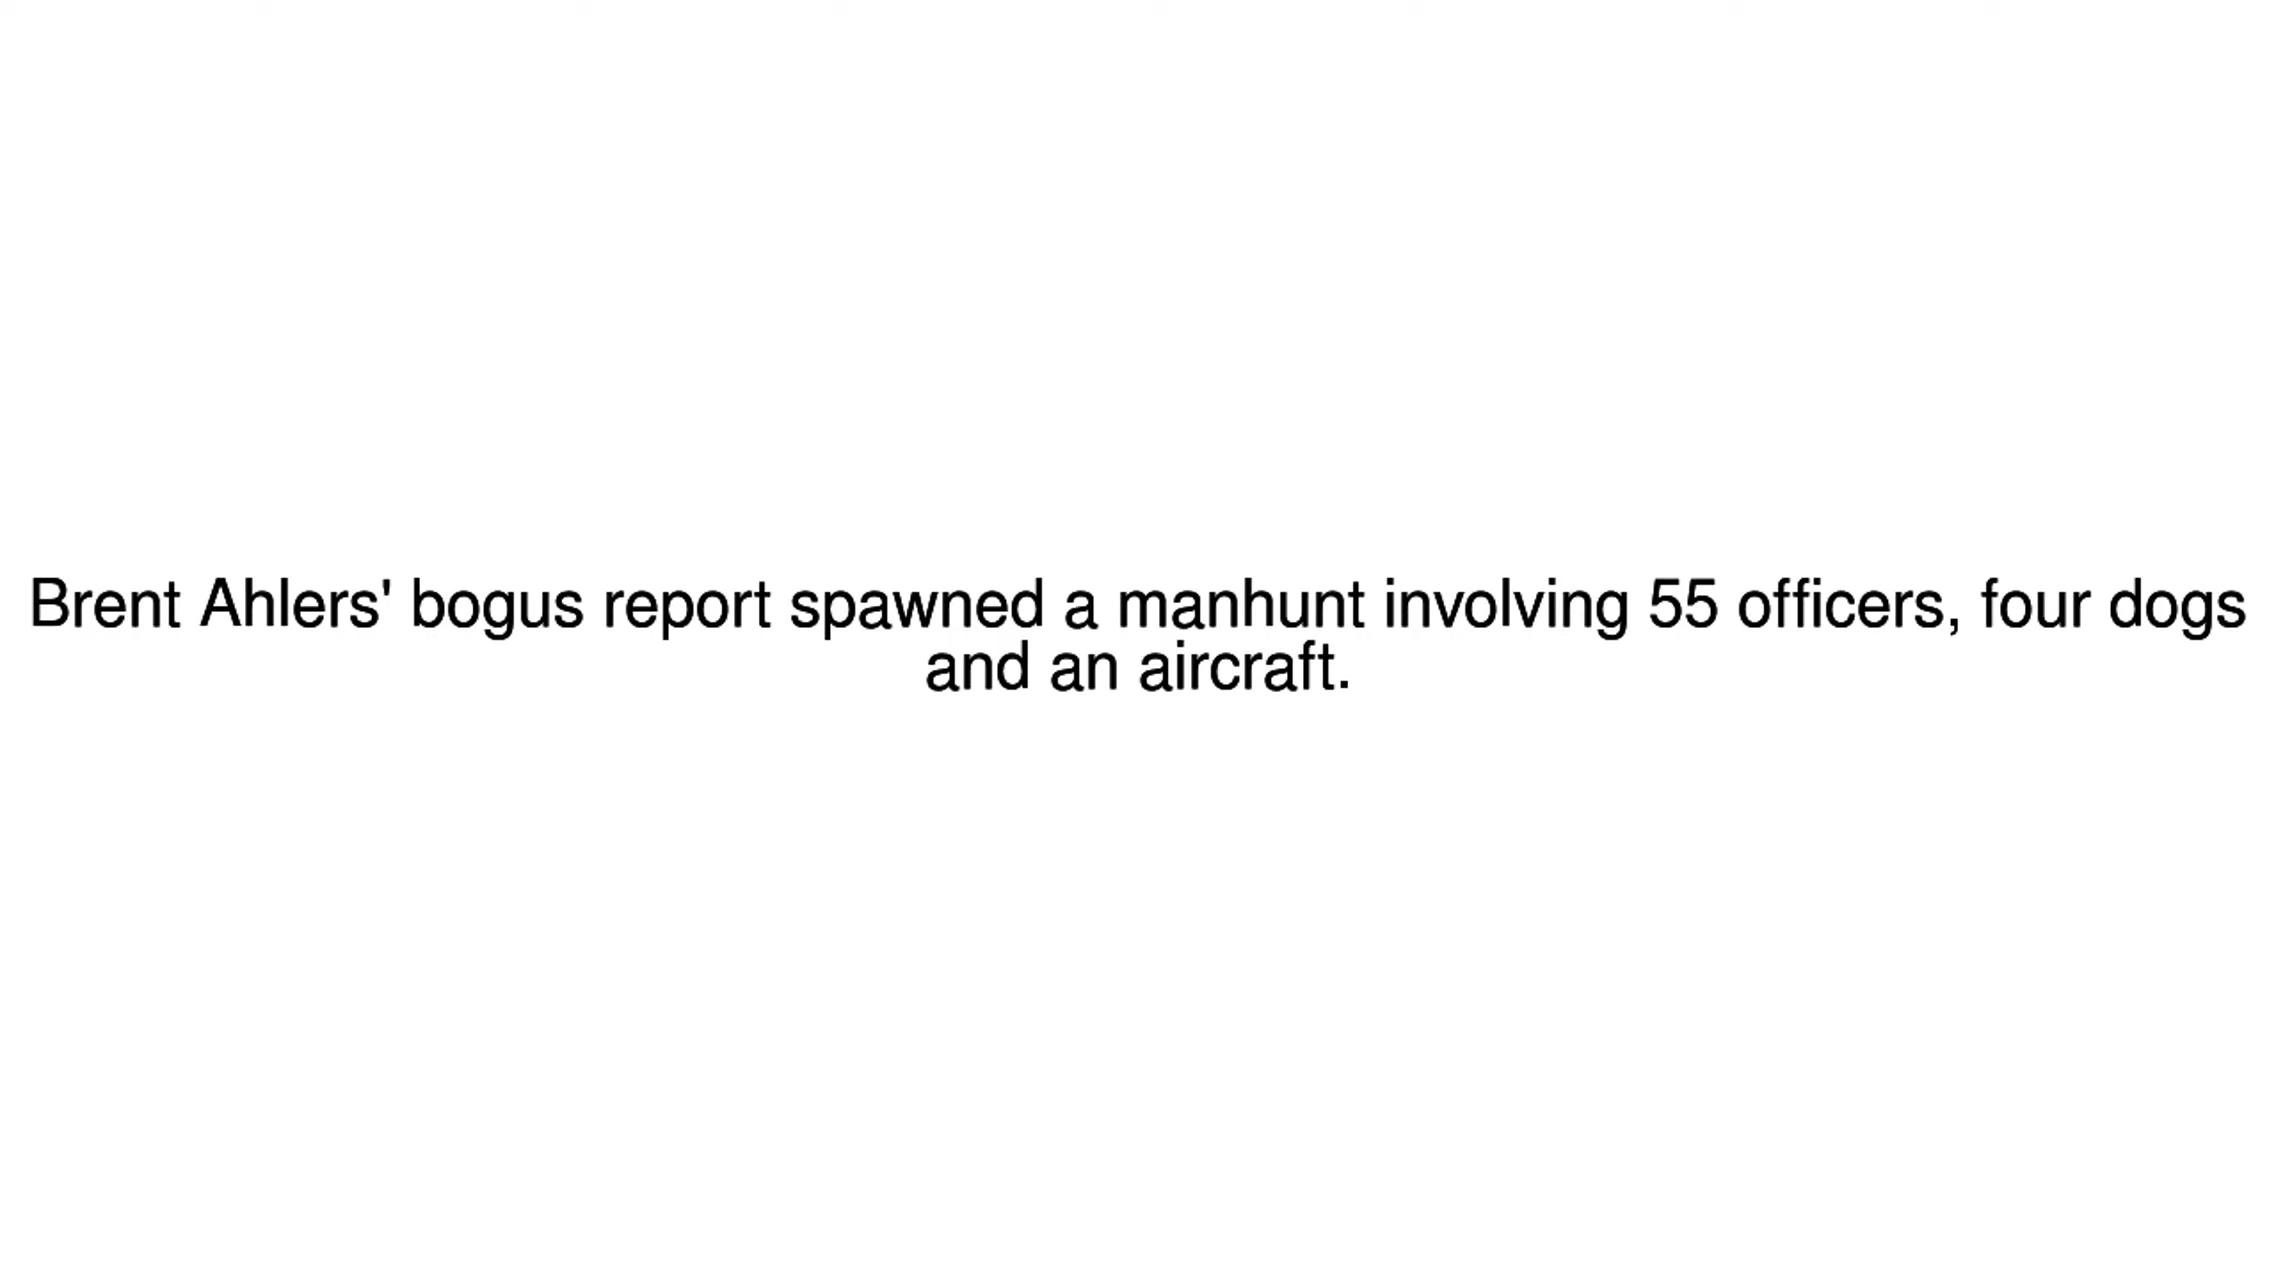 Brent Ahlers' bogus report spawned a manhunt involving 55 officers, four dogs
and an aircraft.